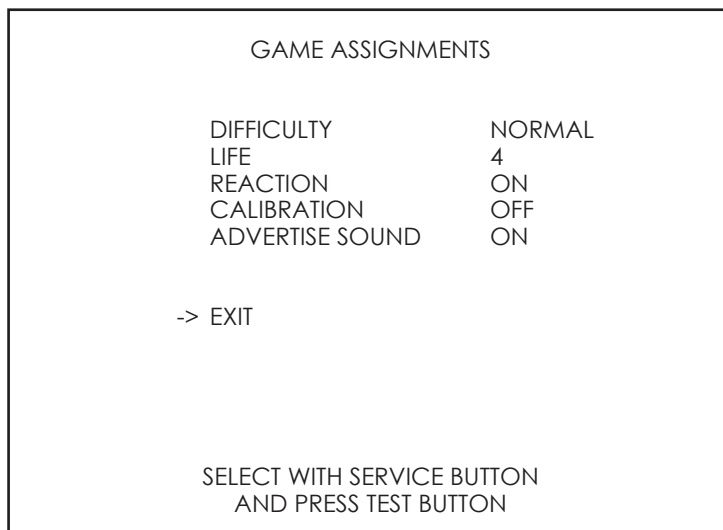 GAME ASSIGNMENTS
DIFFICULTY NORMAL
LIFE 4
REACTION ON
CALIBRATION OFF
ADVERTISE SOUND ON
-> EXIT
SELECT WITH SERVICE BUTTON
AND PRESS TEST BUTTON